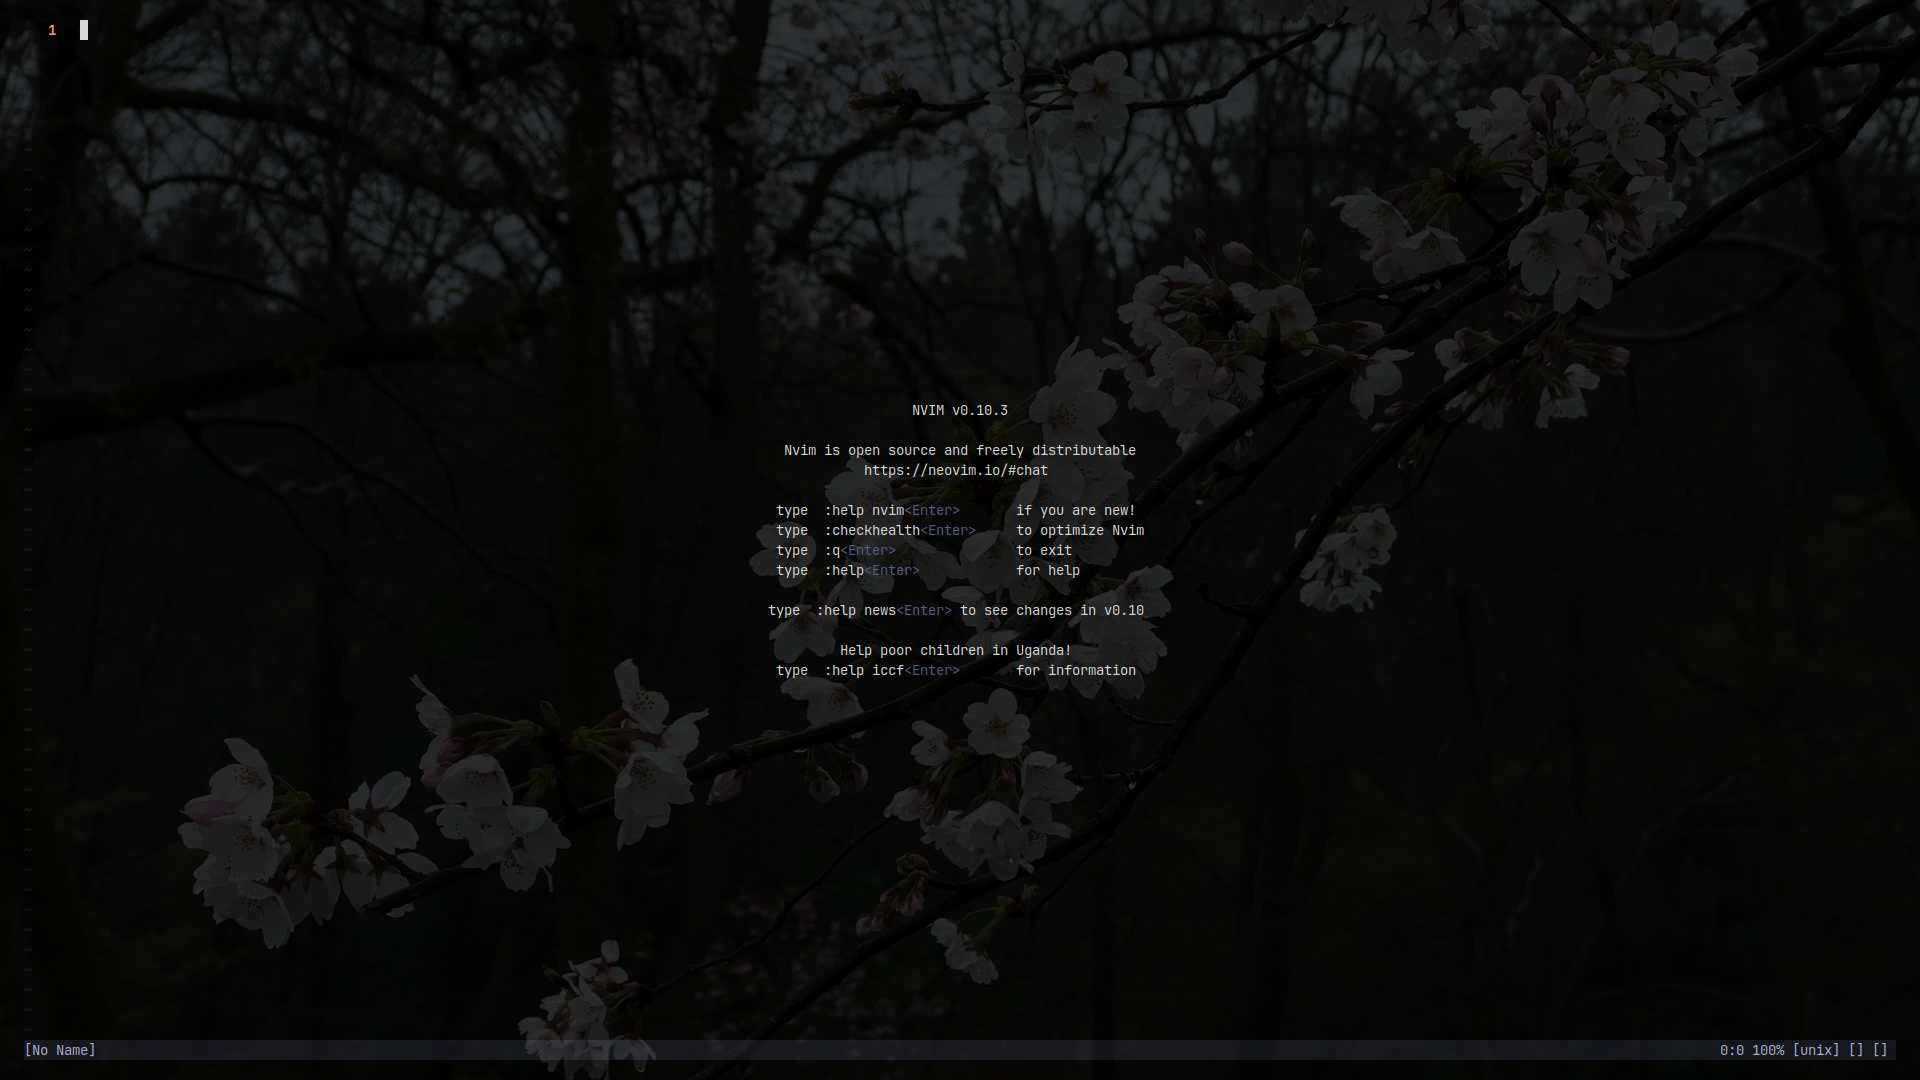 1
NVIM v0.10.3
Nvim is open source and freely distributable
https://neovim.io/#chat
type  :help nvim<Enter>       if you are new!
type  :checkhealth<Enter>     to optimize Nvim
type  :q<Enter>               to exit
type  :help<Enter>            for help
type  :help news<Enter> to see changes in v0.10
Help poor children in Uganda!
type  :help iccf<Enter>       for information
[No Name] 0:0 100% [unix] [] []